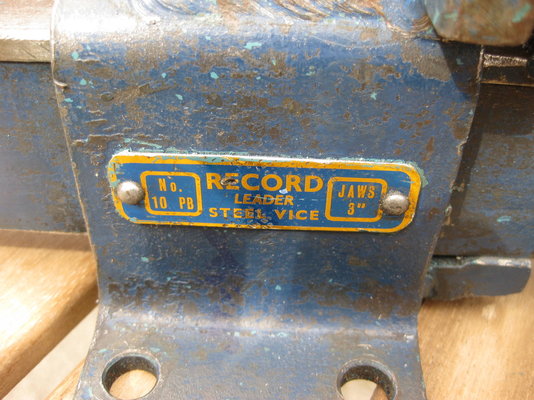 No.
10 PB
RECORD
LEADER
STEEL VICE
JAWS
3"